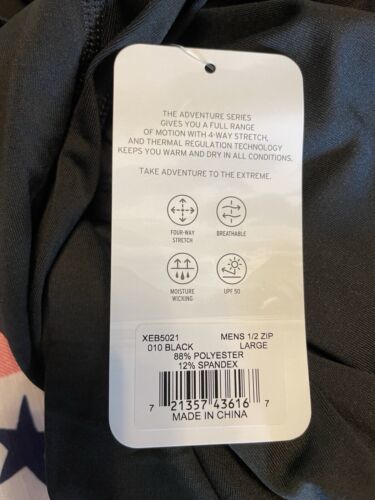 THE ADVENTURE SERIES
GIVES YOU A FULL RANGE
OF MOTION WITH 4-WAY STRETCH,
AND THERMAL REGULATION TECHNOLOGY
KEEPS YOU WARM AND DRY IN ALL CONDITIONS.
TAKE ADVENTURE TO THE EXTREME.
FOUR-WAY
STRETCH
BREATHABLE
MOISTURE
WICKING
UPF 50
XEB5021 MENS 1/2 ZIP
010 BLACK LARGE
88% POLYESTER
12% SPANDEX
7 21357 43616 7
MADE IN CHINA